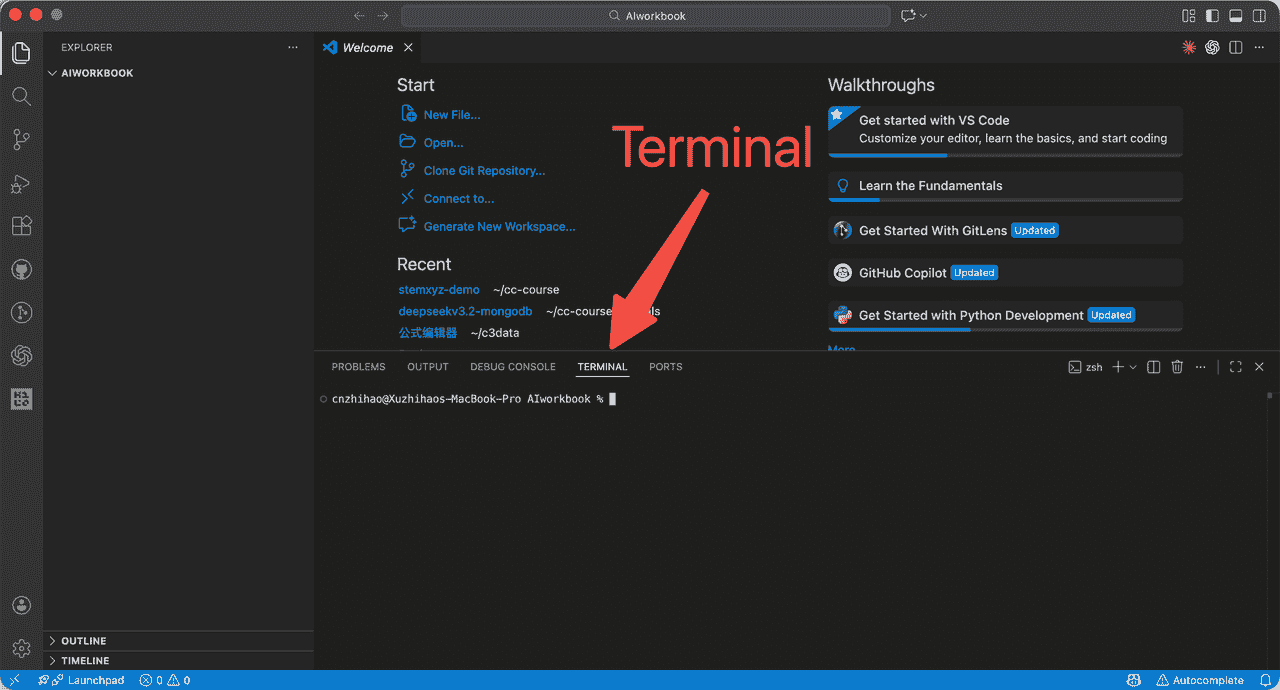 AIworkbook
EXPLORER
AIWORKBOOK
Welcome
Start
New File...
Open...
Clone Git Repository...
Connect to...
Generate New Workspace...
Recent
stemxyz-demo ~/cc-course
deepseekv3.2-mongodb ~/cc-course
公式编辑器 ~/c3data
Terminal
Walkthroughs
Get started with VS Code
Customize your editor, learn the basics, and start coding
Learn the Fundamentals
Get Started With GitLens Updated
GitHub Copilot Updated
Get Started with Python Development Updated
More...
PROBLEMS OUTPUT DEBUG CONSOLE TERMINAL PORTS
zsh
cnzhihao@Xuzhihaos-MacBook-Pro AIworkbook %
OUTLINE
TIMELINE
Launchpad 0 0
Autocomplete